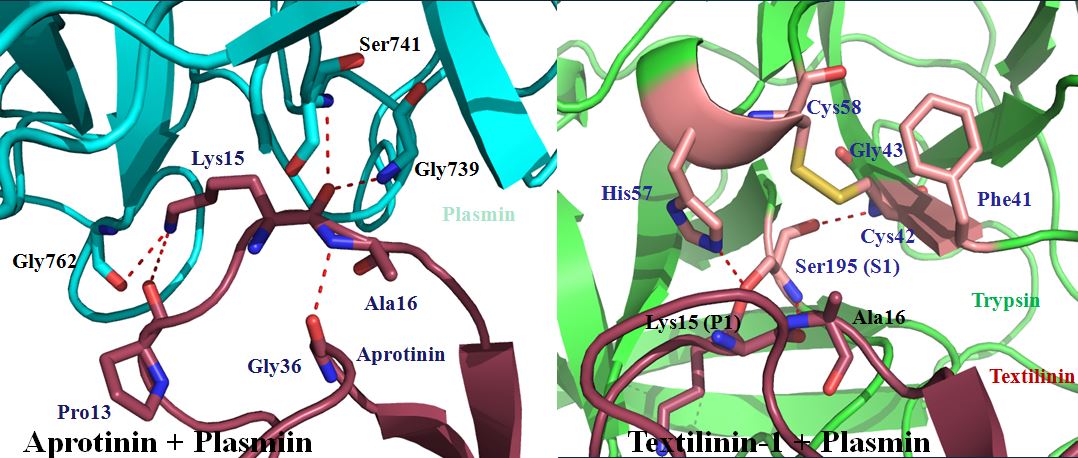 Ser741
Lys15
Gly739
Plasmin
Gly762
Ala16
Gly36
Aprotinin
Pro13
Aprotinin + Plasmiin
Cys58
Gly43
His57
Phe41
Cys42
Ser195 (S1)
Trypsin
Lys15 (P1)
Ala16
Textilinin
Textilinin-1 + Plasmin